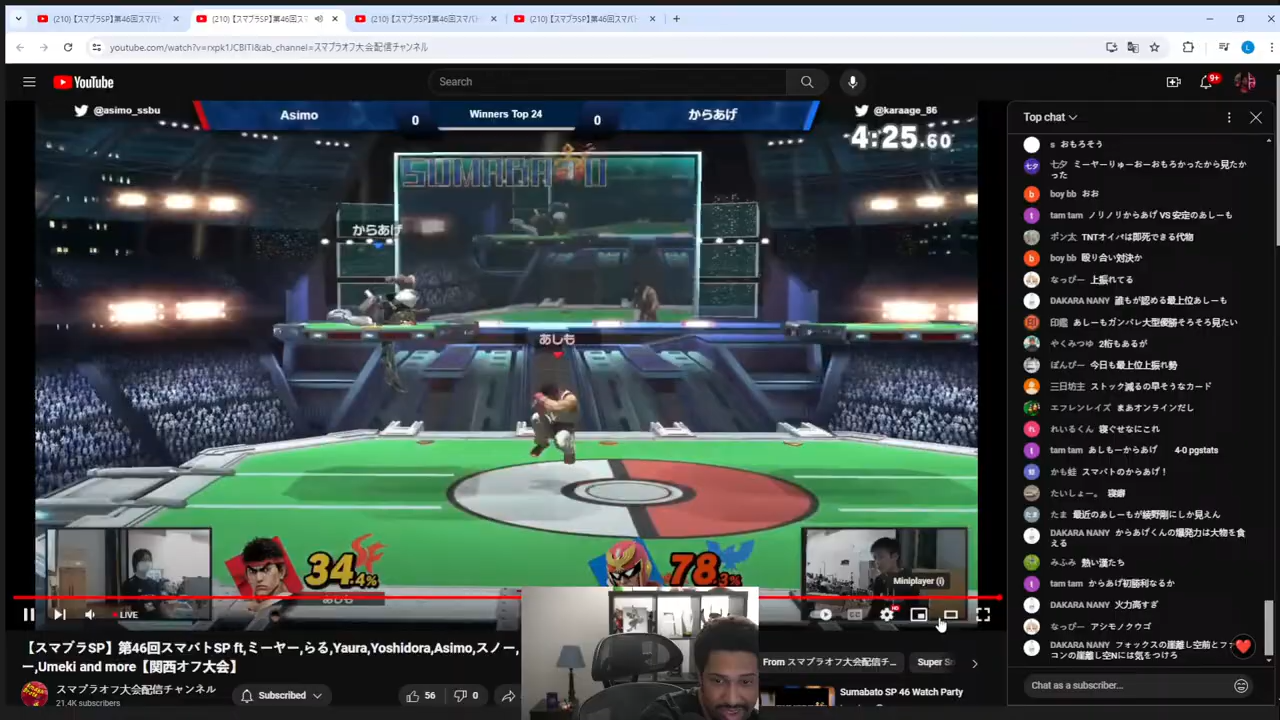 (210) 【スマブラSP】第46回スマバト
(210) 【スマブラSP】第46回スマ
(210) 【スマブラSP】第46回スマバト
(210) 【スマブラSP】第46回スマバト
youtube.com/watch?v=rxpk1JCBITI&ab_channel=スマブラオフ大会配信チャンネル
YouTube
Search
9+
@asimo_ssbu
Asimo
0
Winners Top 24
0
からあげ
@karaage_86
4:25.60
SUMABATO
からあげ
あしも
34.4%
78.3%
あしも
Miniplayer (i)
LIVE
CC
HD
【スマブラSP】第46回スマバトSP ft,ミーヤー,らる,Yaura,Yoshidora,Asimo,スノー,
ー,Umeki and more【関西オフ大会】
スマブラオフ大会配信チャンネル
21.4K subscribers
Subscribed
56
0
From スマブラオフ大会配信チ...
Super S
Sumabato SP 46 Watch Party
Top chat
s おもろそう
七夕 ミーヤーりゅーおーおもろかったから見たか
った
boy bb おお
tam tam ノリノリからあげ VS 安定のあしーも
ポン太 TNTオイパは即死できる代物
boy bb 殴り合い対決か
なっぴー 上振れてる
DAKARA NANY 誰もが認める最上位あしーも
印鑑 あしーもガンバレ大型優勝そろそろ見たい
やくみつゆ 2桁もあるが
ぽんぴー 今日も最上位上振れ勢
三日坊主 ストック減るの早そうなカード
エフレンレイズ まあオンラインだし
れいるくん 寝ぐせなにこれ
tam tam あしもーからあげ 4-0 pgstats
かも蛙 スマバトのからあげ！
たいしょー。 寝癖
たま 最近のあしーもが綾野剛にしか見えん
DAKARA NANY からあげくんの爆発力は大物を食
える
みふみ 熱い漢たち
tam tam からあげ初勝利なるか
DAKARA NANY 火力高すぎ
なっぴー アシモノクウゴ
DAKARA NANY フォックスの崖離し空前とファル
コンの崖離し空Nには気をつけろ
Chat as a subscriber...